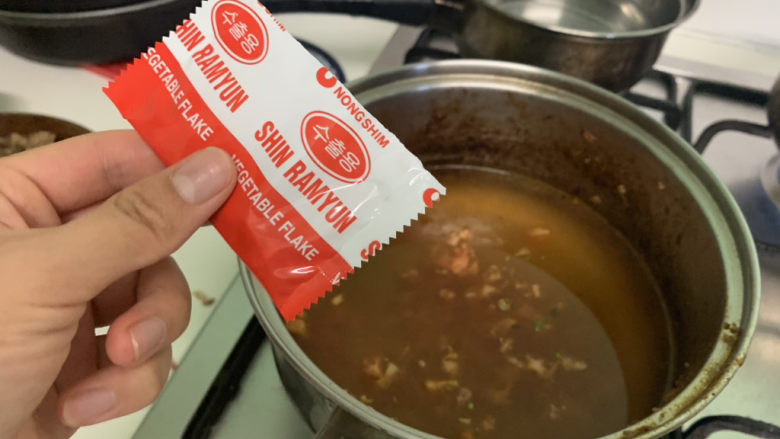 수출용
SHIN RAMYUN
VEGETABLE FLAKE
NONGSHIM
수출용
SHIN RAMYUN
VEGETABLE FLAKE
S